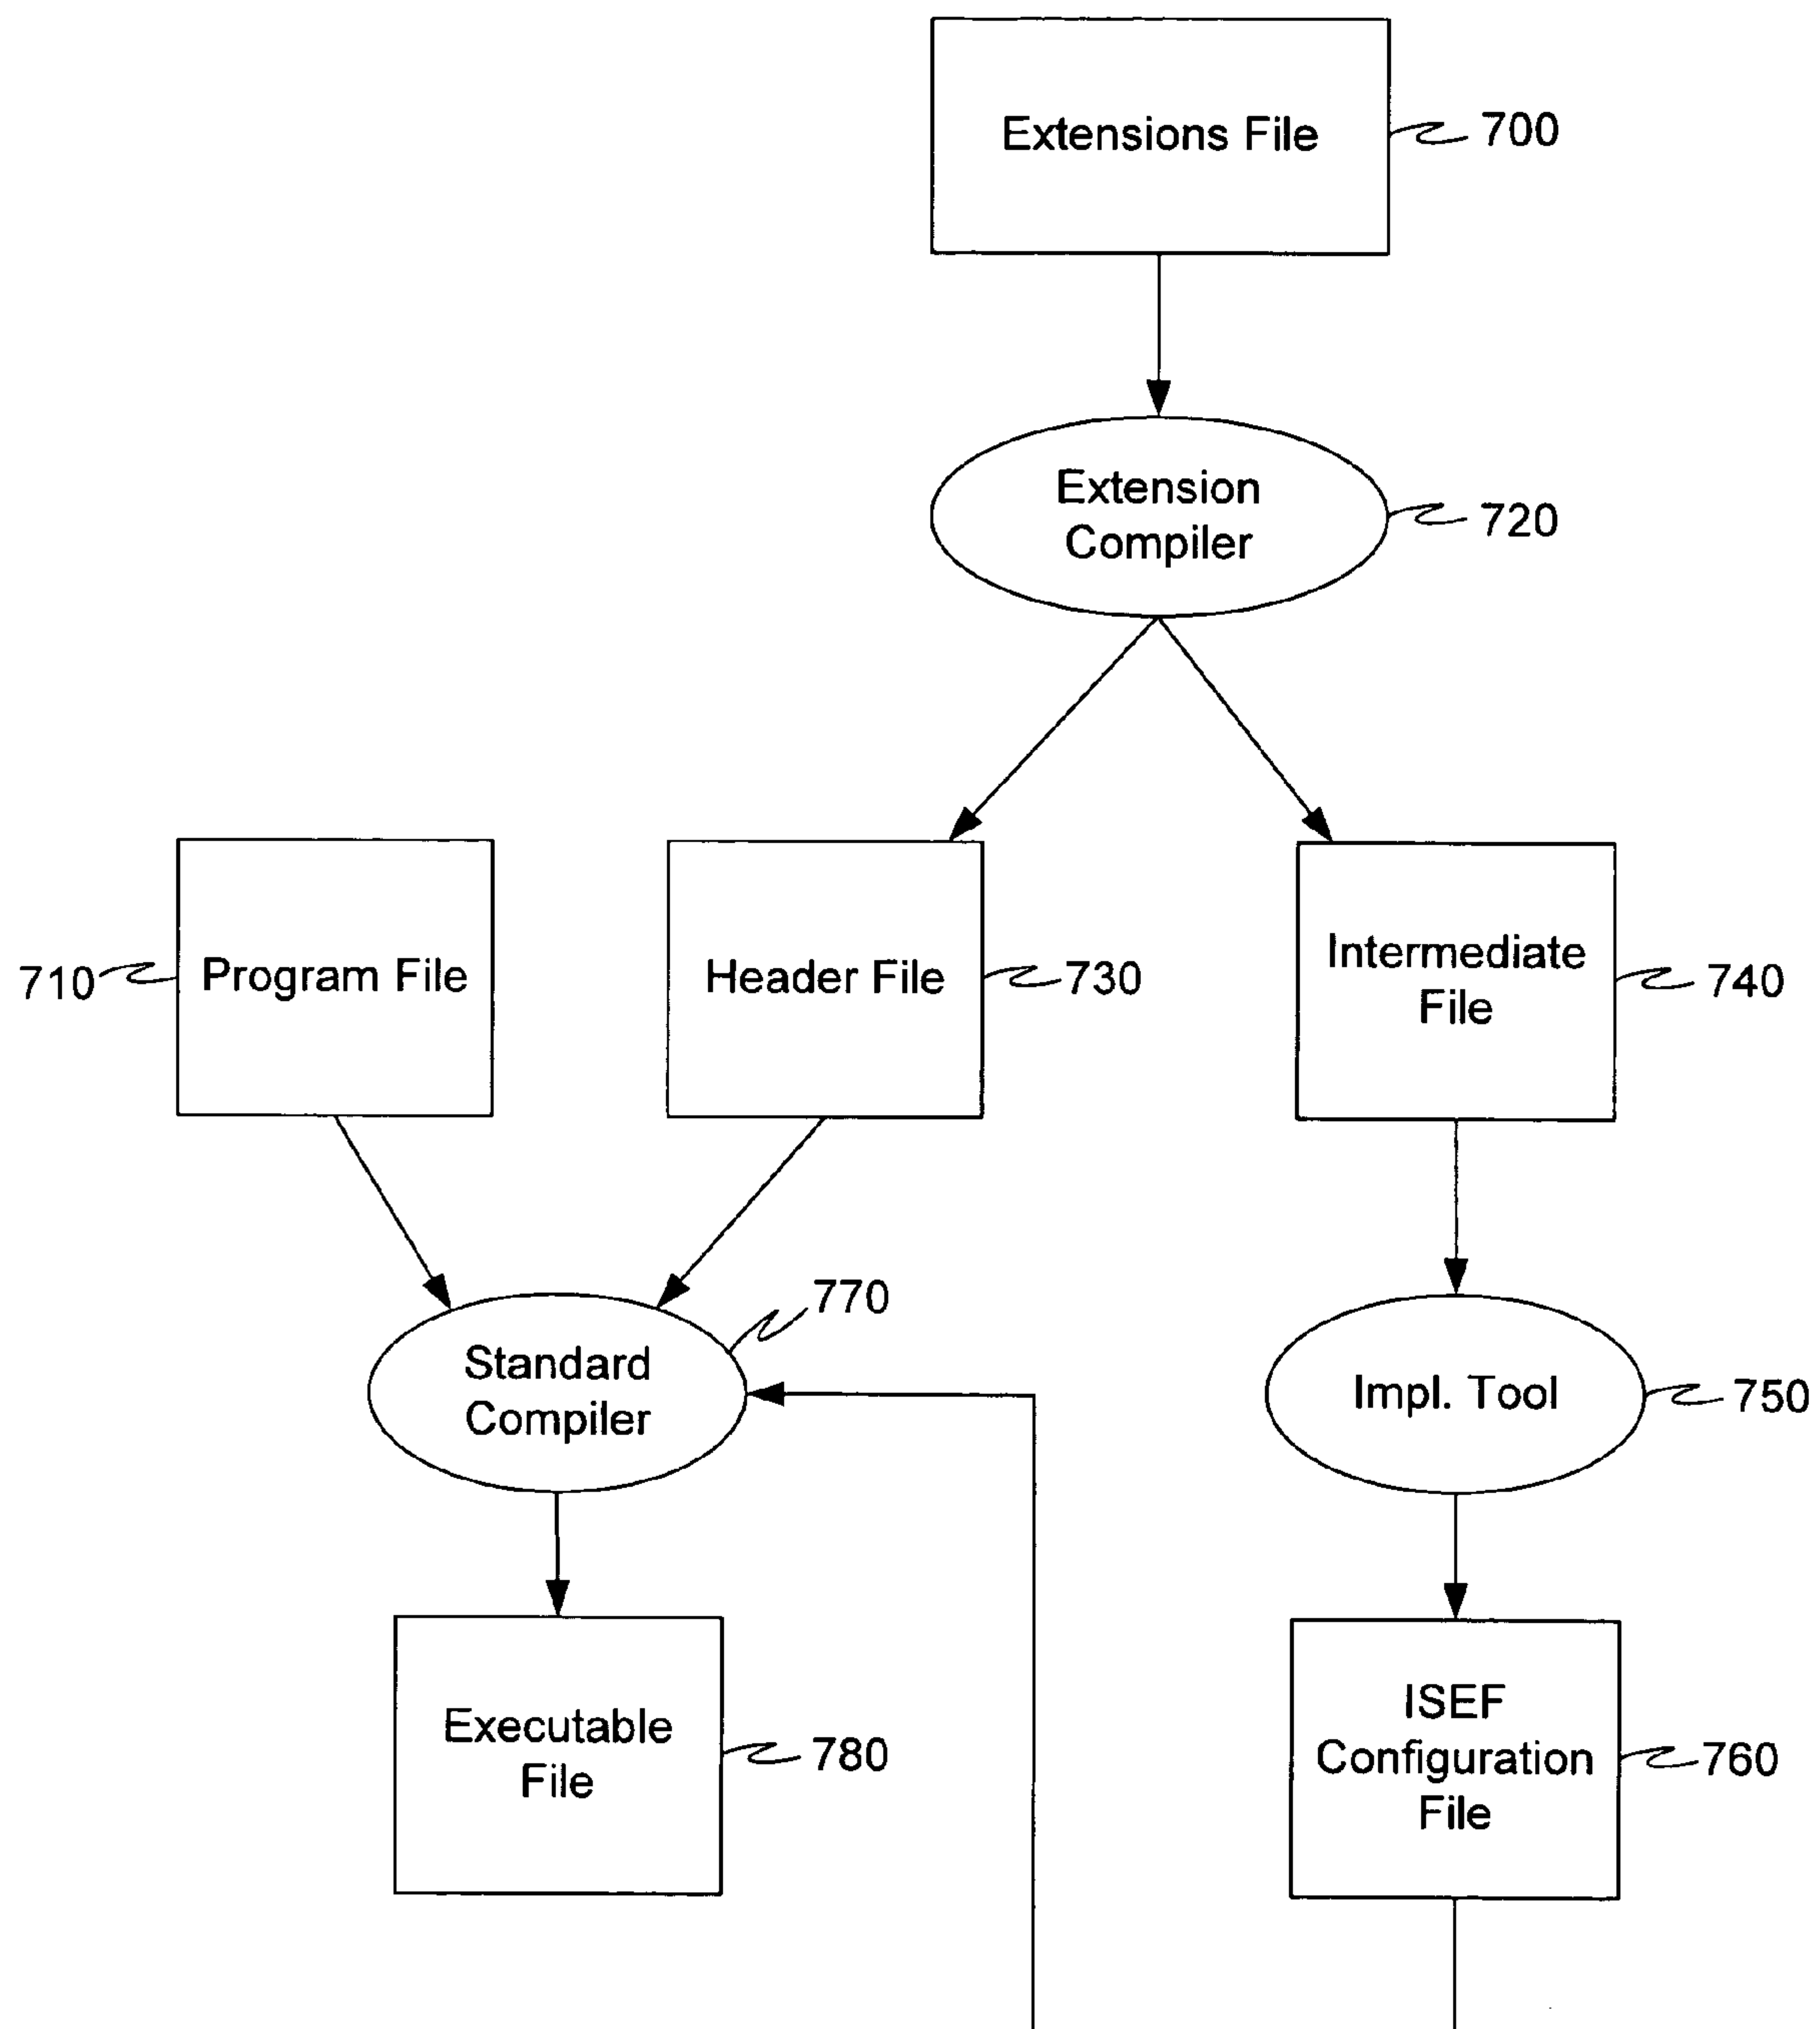 Extensions File
700
Extension
Compiler
720
710
Program File
Header File
730
Intermediate
File
740
770
Standard
Compiler
Impl. Tool
750
Executable
File
780
ISEF
Configuration
File
760